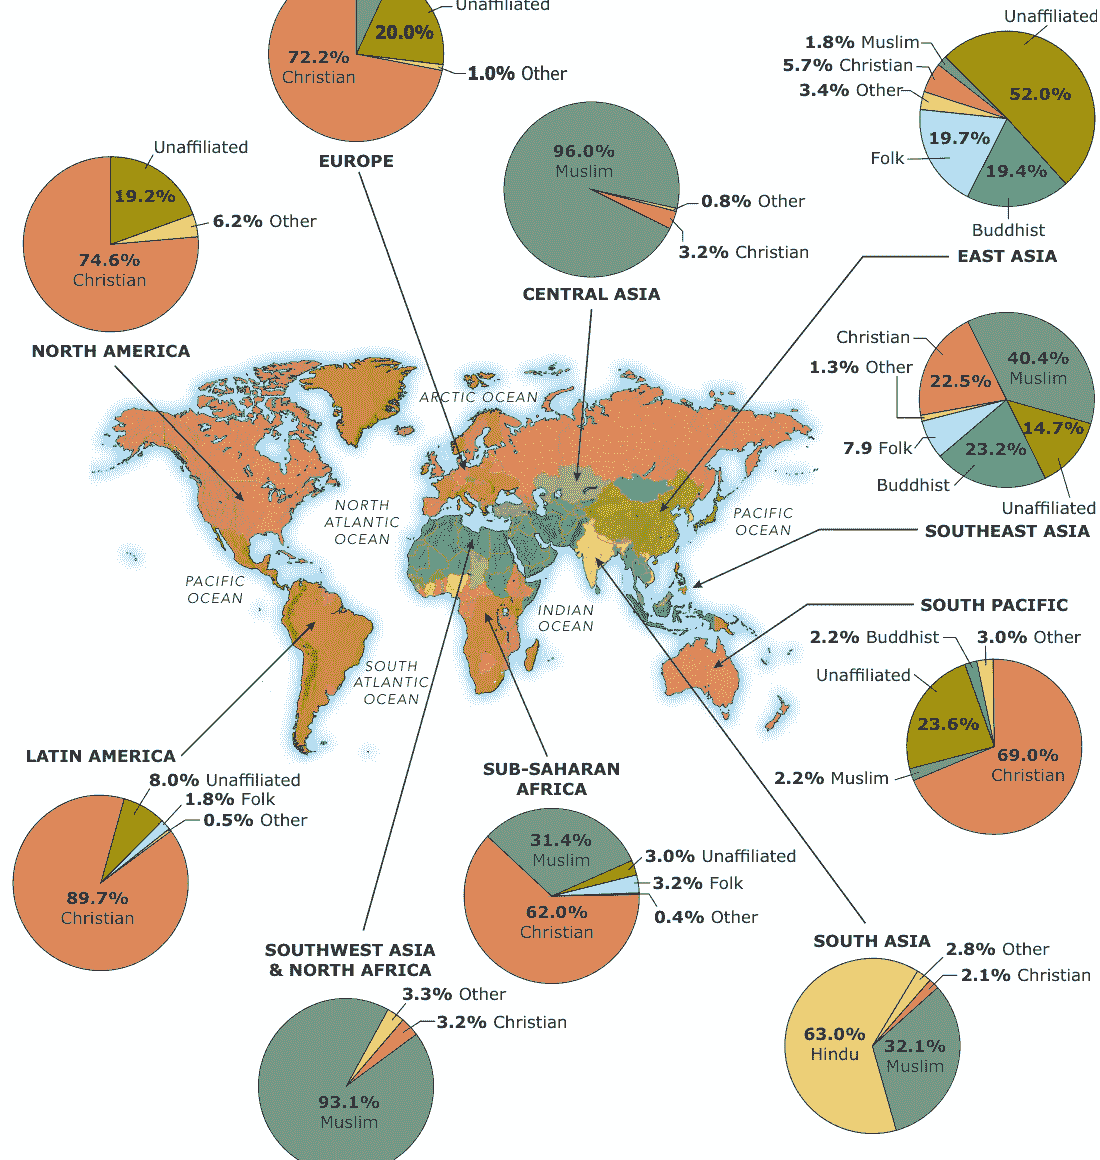 Unaffiliated
20.0%
72.2%
Christian
1.0% Other
EUROPE
Unaffiliated
1.8% Muslim
5.7% Christian
3.4% Other
52.0%
19.7%
Folk
19.4%
Buddhist
EAST ASIA
96.0%
Muslim
0.8% Other
3.2% Christian
CENTRAL ASIA
Unaffiliated
19.2%
6.2% Other
74.6%
Christian
NORTH AMERICA
Christian
1.3% Other
40.4%
Muslim
22.5%
14.7%
7.9 Folk
23.2%
Buddhist
Unaffiliated
SOUTHEAST ASIA
ARCTIC OCEAN
NORTH
ATLANTIC
OCEAN
PACIFIC
OCEAN
PACIFIC
OCEAN
INDIAN
OCEAN
SOUTH
ATLANTIC
OCEAN
SOUTH PACIFIC
2.2% Buddhist
3.0% Other
Unaffiliated
23.6%
69.0%
Christian
2.2% Muslim
LATIN AMERICA
8.0% Unaffiliated
1.8% Folk
0.5% Other
89.7%
Christian
SUB-SAHARAN
AFRICA
31.4%
Muslim
3.0% Unaffiliated
3.2% Folk
0.4% Other
62.0%
Christian
SOUTHWEST ASIA
& NORTH AFRICA
3.3% Other
3.2% Christian
93.1%
Muslim
SOUTH ASIA
2.8% Other
2.1% Christian
63.0%
Hindu
32.1%
Muslim